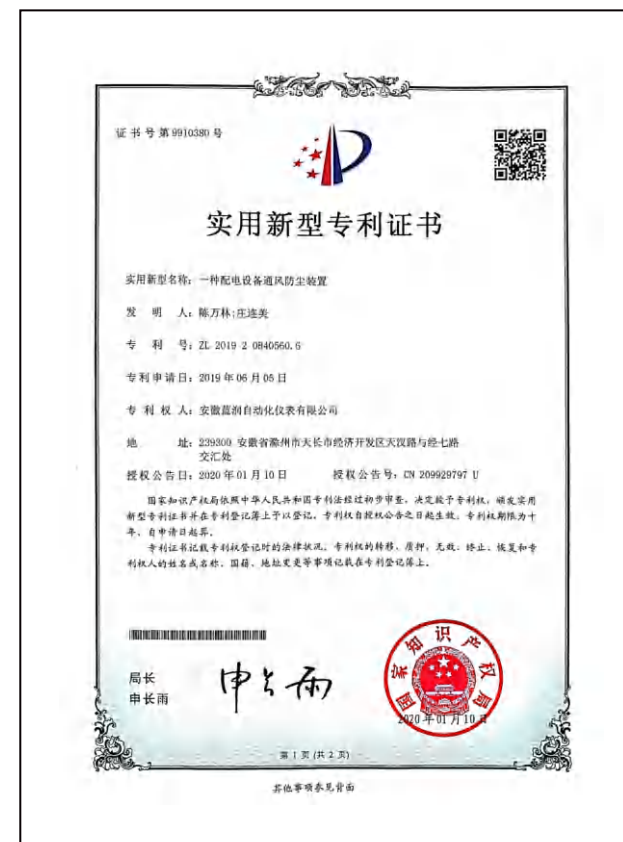 证书号第9910380号
实用新型专利证书
实用新型名称：一种配电设备通风防尘装置
发 明 人：陈万林;庄连美
专 利 号：ZL 2019 2 0840560.6
专利申请日：2019年06月05日
专 利 权 人：安徽蓝润自动化仪表有限公司
地 址：239300 安徽省滁州市天长市经济开发区天汉路与经七路
交汇处
授权公告日：2020年01月10日 授权公告号：CN 209929797 U
国家知识产权局依照中华人民共和国专利法经过初步审查，决定授予专利权，颁发实用
新型专利证书并在专利登记簿上予以登记。专利权自授权公告之日起生效。专利权期限为十
年，自申请日起算。
专利证书记载专利权登记时的法律状况。专利权的转移、质押、无效、终止、恢复和专
利权人的姓名或名称、国籍、地址变更等事项记载在专利登记簿上。
局长
申长雨
申长雨
国家知识产权局
2020年01月10日
第 1 页 (共 2 页)
其他事项参见背面